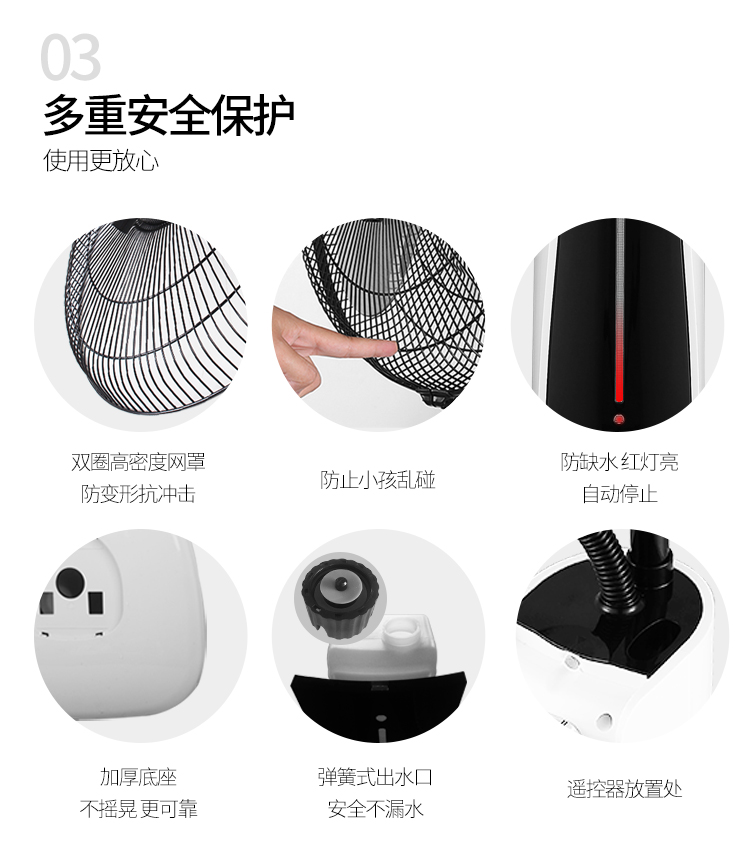 03
多重安全保护
使用更放心
双圈高密度网罩
防变形抗冲击
防止小孩乱碰
防缺水 红灯亮
自动停止
加厚底座
不摇晃 更可靠
弹簧式出水口
安全不漏水
遥控器放置处